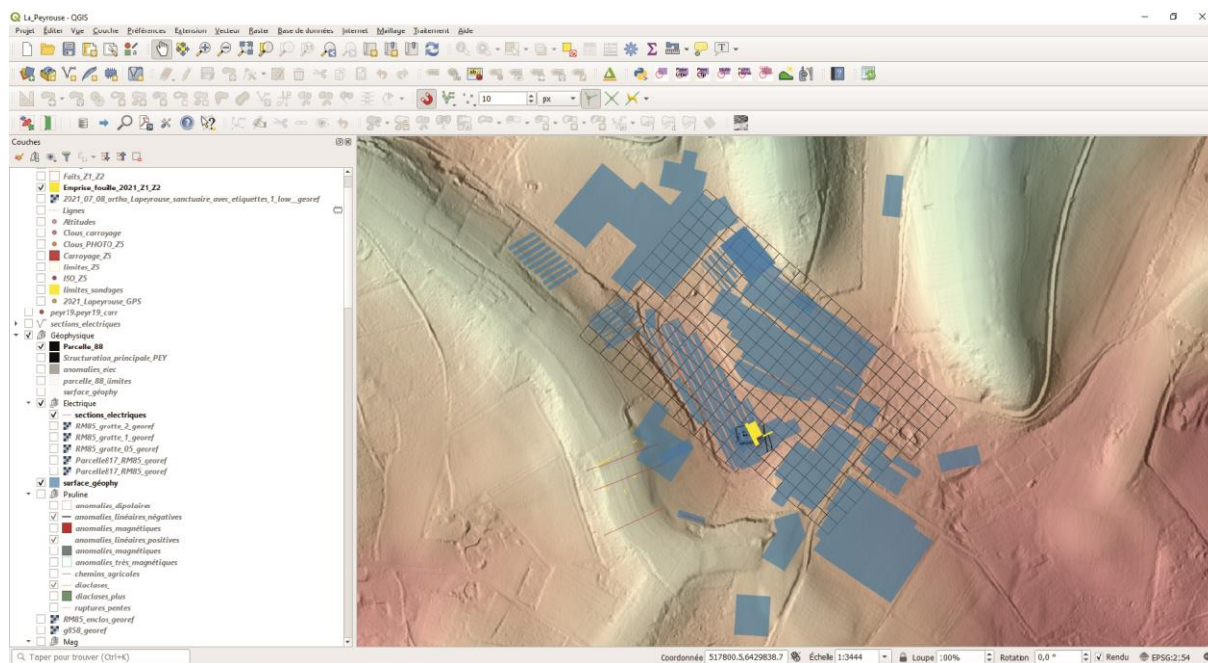 La_Peyrouse - QGIS
Projet Éditer Vue Couche Préférences Extension Vecteur Raster Base de données Internet Maillage Traitement Aide
10 px
Couches
Faits_Z1_Z2
Emprise_fouille_2021_Z1_Z2
2021_07_08_ortho_Lapeyrouse_sanctuaire_avec_etiquettes_1_low_georef
Lignes
Altitudes
Clous_carroyage
Clous_PHOTO_Z5
Carroyage_Z5
limites_Z5
ISO_Z5
limites_sondages
2021_Lapeyrouse_GPS
peyr19.peyr19_carr
sections_electriques
Géophysique
Parcelle_88
Structuration_principale_PEY
anomalies_elec
parcelle_88_limites
surface_géophy
Electrique
sections_electriques
RM85_grotte_2_georef
RM85_grotte_1_georef
RM85_grotte_05_georef
Parcelle817_RM85_georef
Parcelle817_RM85_georef
surface_géophy
Pauline
anomalies_dipolaires
anomalies_linéaires_négatives
anomalies_magnétiques
anomalies_linéaires_positives
anomalies_magnétiques
anomalies_très_magnétiques
chemins_agricoles
diaclases_
diaclases_plus
ruptures_pentes
RM85_enclos_georef
g858_georef
Mag
Taper pour trouver (Ctrl+K)
Coordonnée 517800.5,6429838.7 Échelle 1:3444 Loupe 100% Rotation 0,0 ° Rendu EPSG:2154